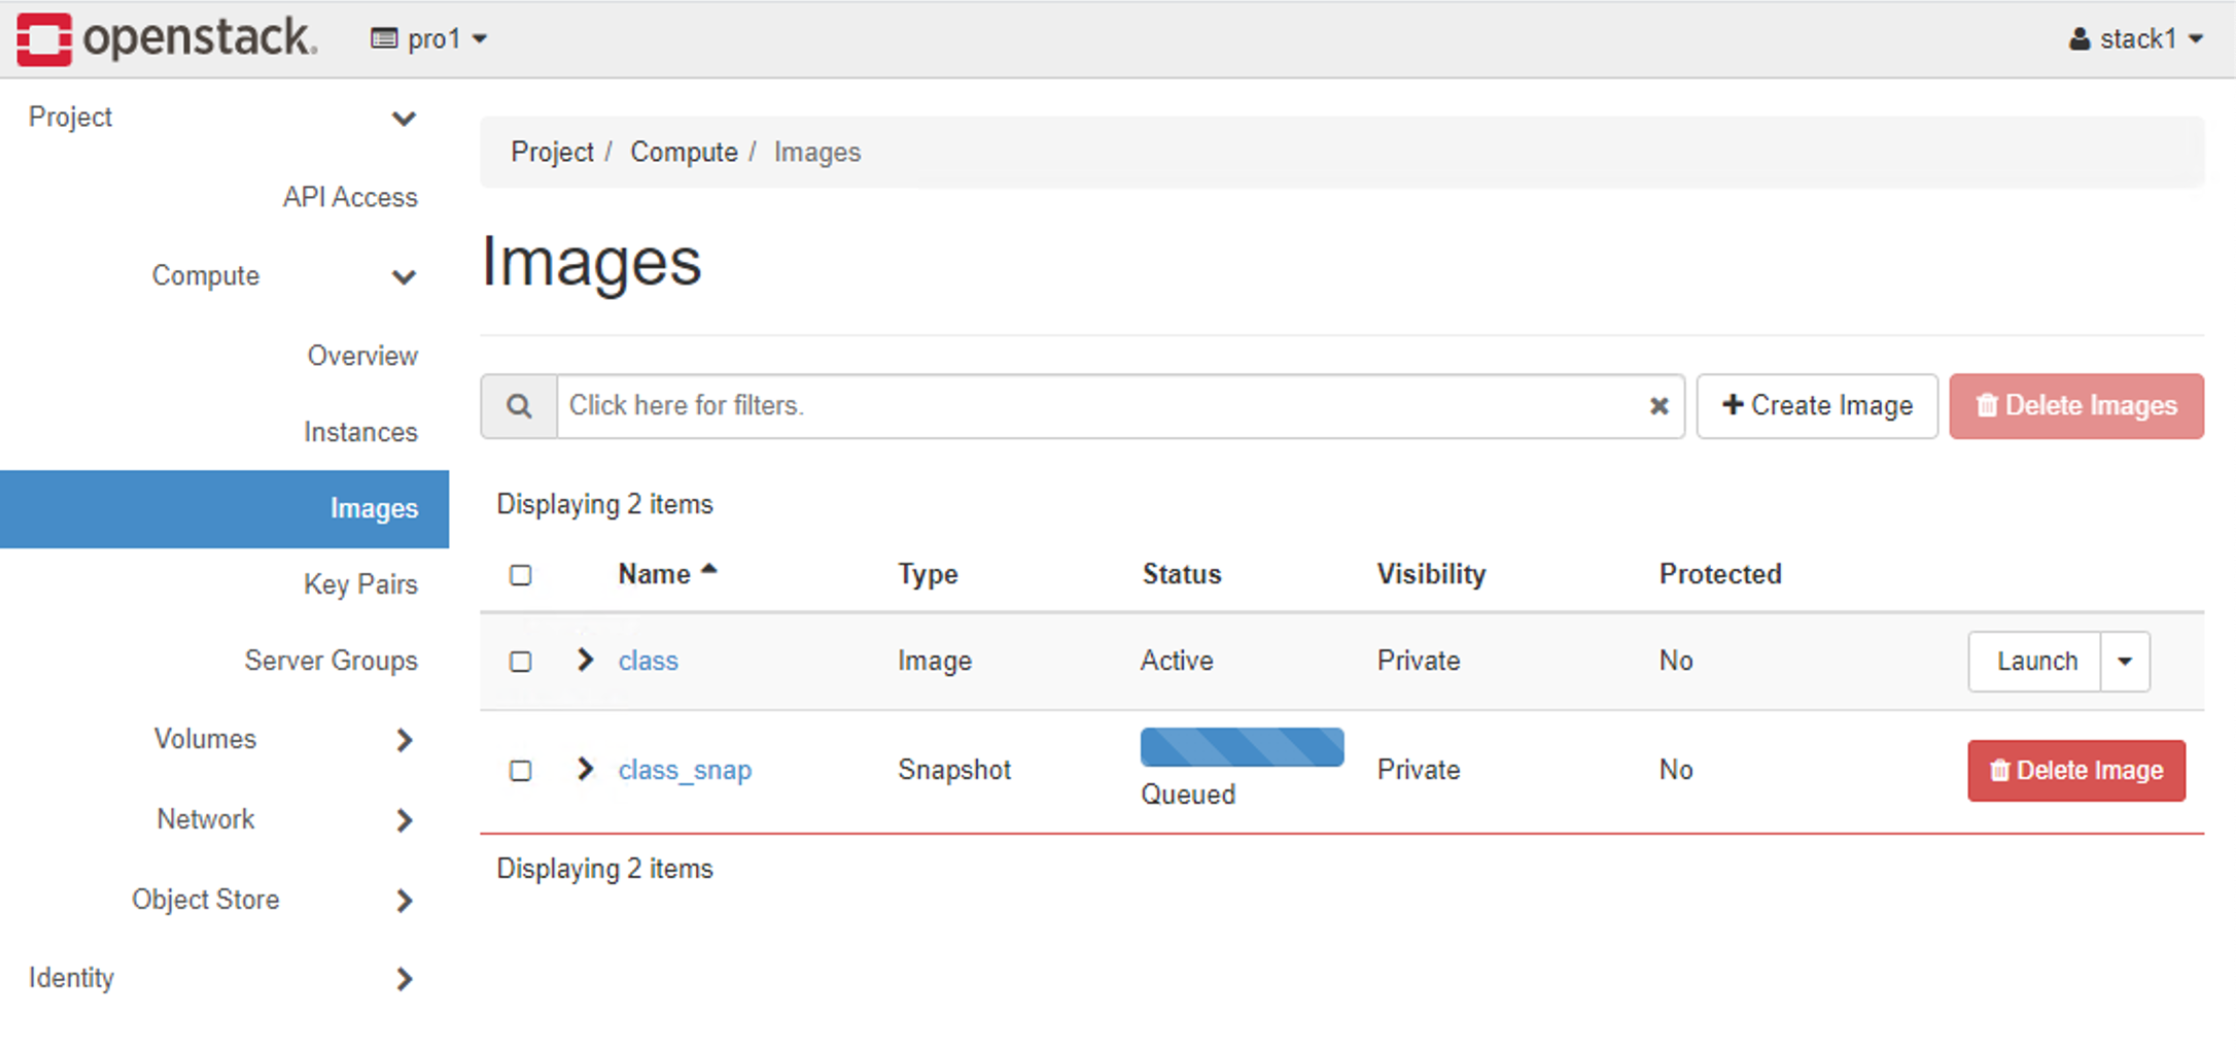 openstack. pro1 stack1
Project
API Access
Compute
Overview
Instances
Images
Key Pairs
Server Groups
Volumes
Network
Object Store
Identity
Project / Compute / Images
Images
Click here for filters. Create Image Delete Images
Displaying 2 items
Name Type Status Visibility Protected
class Image Active Private No Launch
class_snap Snapshot Queued Private No Delete Image
Displaying 2 items